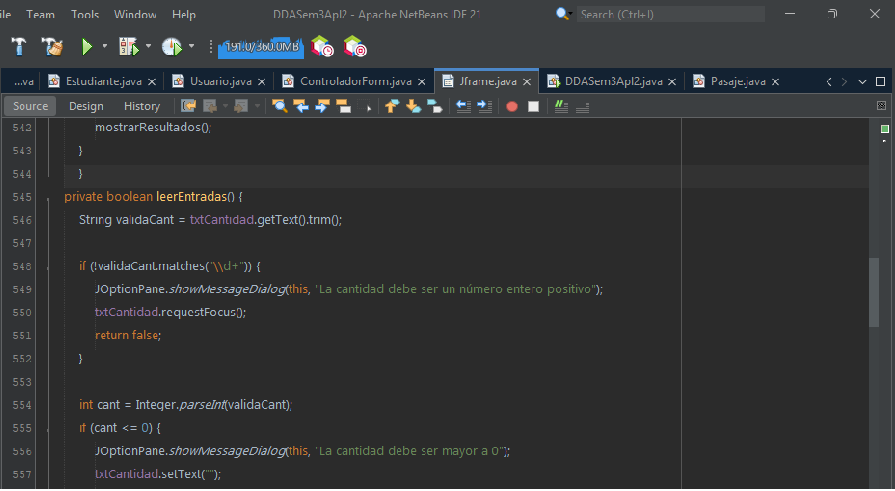 ile Team Tools Window Help DDASem3Apl2 - Apache NetBeans IDE 21 Search (Ctrl+I)
191.0/360.0MB
...va Estudiante.java Usuario.java ControladorForm.java Jframe.java DDASem3Apl2.java Pasaje.java
Source Design History
542 mostrarResultados();
543 }
544 }
545 private boolean leerEntradas() {
546 String validaCant = txtCantidad.getText().trim();
547
548 if (!validaCant.matches("\\d+")) {
549 JOptionPane.showMessageDialog(this, "La cantidad debe ser un número entero positivo");
550 txtCantidad.requestFocus();
551 return false;
552 }
553
554 int cant = Integer.parseInt(validaCant);
555 if (cant <= 0) {
556 JOptionPane.showMessageDialog(this, "La cantidad debe ser mayor a 0");
557 txtCantidad.setText("");